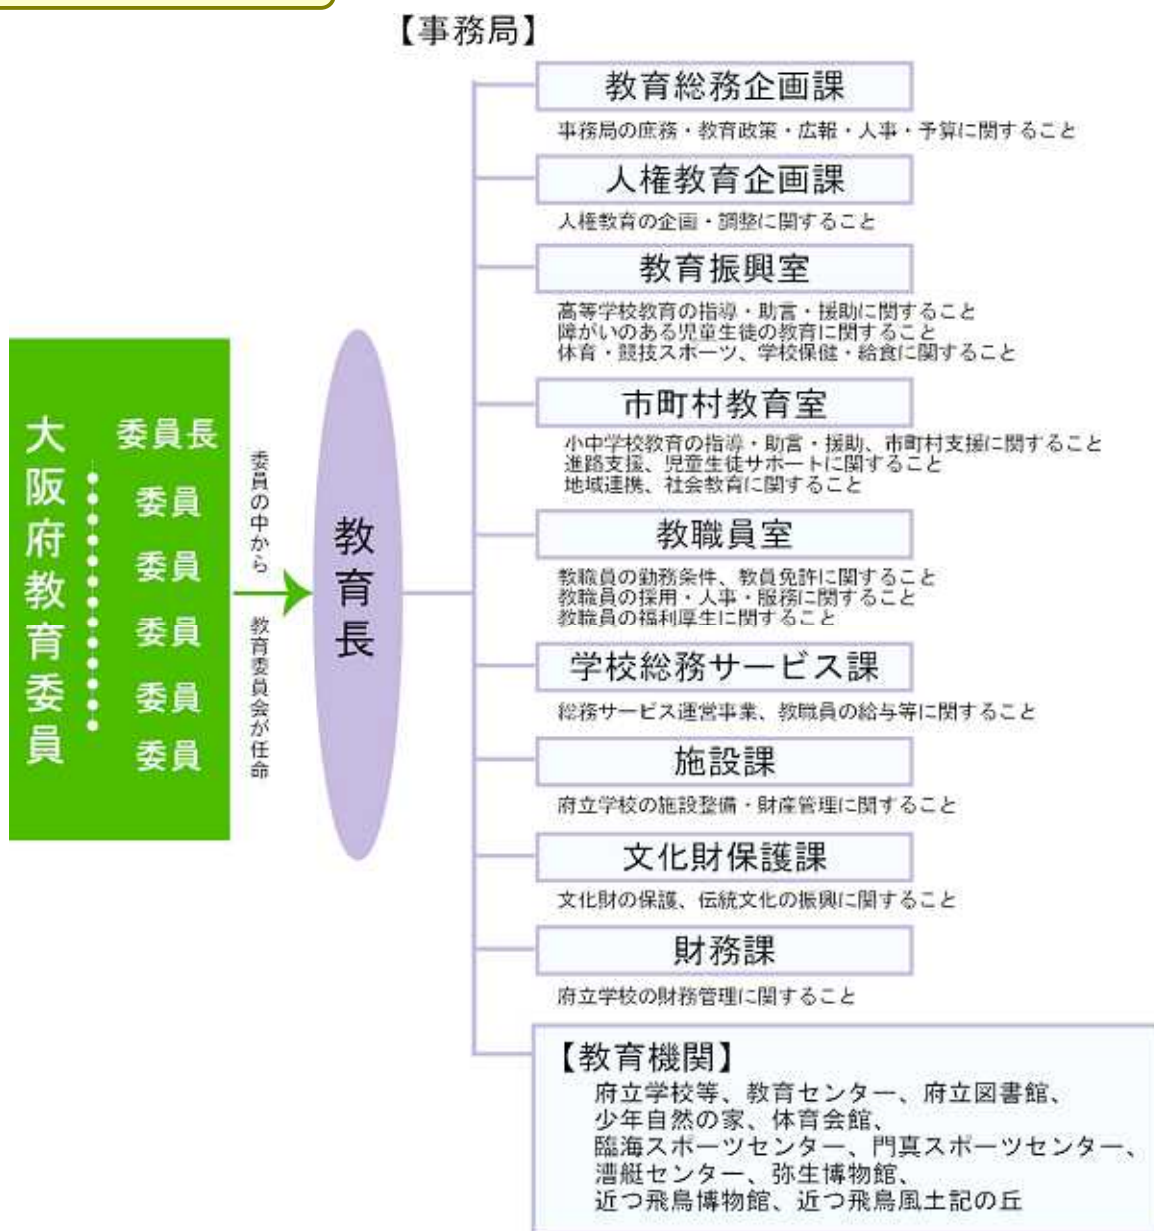 【事務局】
教育総務企画課
事務局の庶務・教育政策・広報・人事・予算に関すること
人権教育企画課
人権教育の企画・調整に関すること
教育振興室
高等学校教育の指導・助言・援助に関すること
障がいのある児童生徒の教育に関すること
体育・競技スポーツ、学校保健・給食に関すること
市町村教育室
小中学校教育の指導・助言・援助、市町村支援に関すること
進路支援、児童生徒サポートに関すること
地域連携、社会教育に関すること
大阪府教育委員
委員長
委員
委員
委員
委員
委員
委員の中から
教育委員会が任命
教育長
教職員室
教職員の勤務条件、教員免許に関すること
教職員の採用・人事・服務に関すること
教職員の福利厚生に関すること
学校総務サービス課
総務サービス運営事業、教職員の給与等に関すること
施設課
府立学校の施設整備・財産管理に関すること
文化財保護課
文化財の保護、伝統文化の振興に関すること
財務課
府立学校の財務管理に関すること
【教育機関】
府立学校等、教育センター、府立図書館、
少年自然の家、体育会館、
臨海スポーツセンター、門真スポーツセンター、
漕艇センター、弥生博物館、
近つ飛鳥博物館、近つ飛鳥風土記の丘